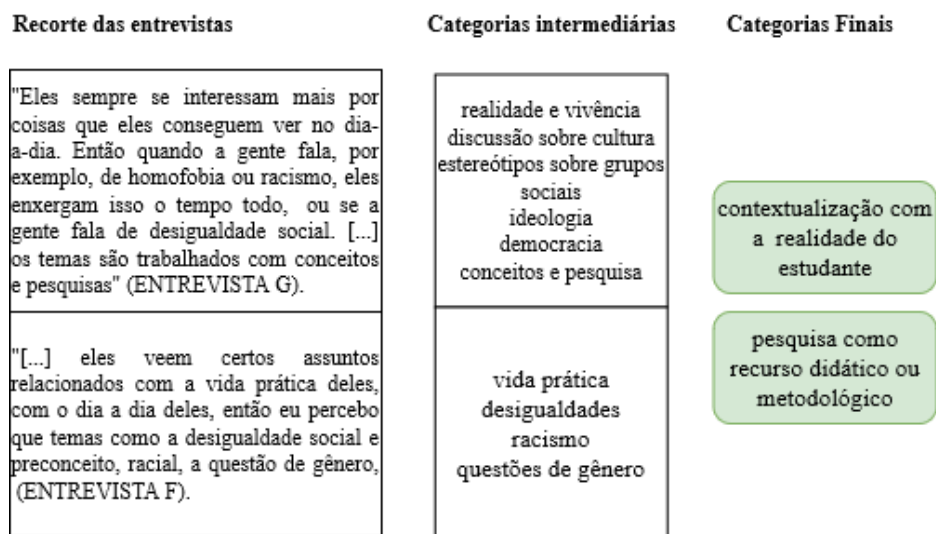 Recorte das entrevistas
Categorias intermediárias
Categorias Finais
"Eles sempre se interessam mais por
coisas que eles conseguem ver no dia-
a-dia. Então quando a gente fala, por
exemplo, de homofobia ou racismo, eles
enxergam isso o tempo todo, ou se a
gente fala de desigualdade social. [...]
os temas são trabalhados com conceitos
e pesquisas" (ENTREVISTA G).
realidade e vivência
discussão sobre cultura
estereótipos sobre grupos
sociais
ideologia
democracia
conceitos e pesquisa
contextualização com
a realidade do
estudante
"[...] eles veem certos assuntos
relacionados com a vida prática deles,
com o dia a dia deles, então eu percebo
que temas como a desigualdade social e
preconceito, racial, a questão de gênero,
(ENTREVISTA F).
vida prática
desigualdades
racismo
questões de gênero
pesquisa como
recurso didático ou
metodológico